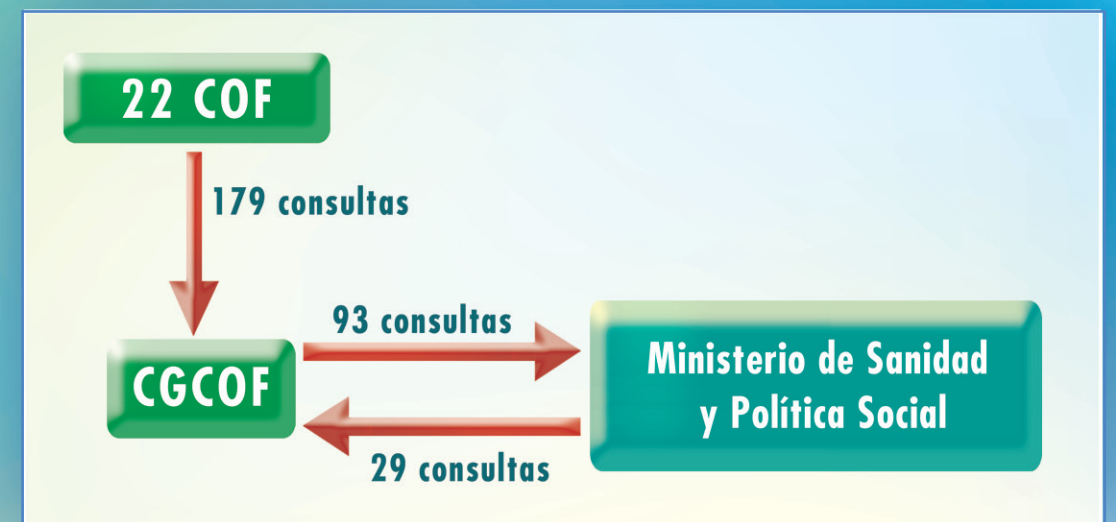 22 COF
179 consultas
93 consultas
CGCOF
Ministerio de Sanidad
y Política Social
29 consultas